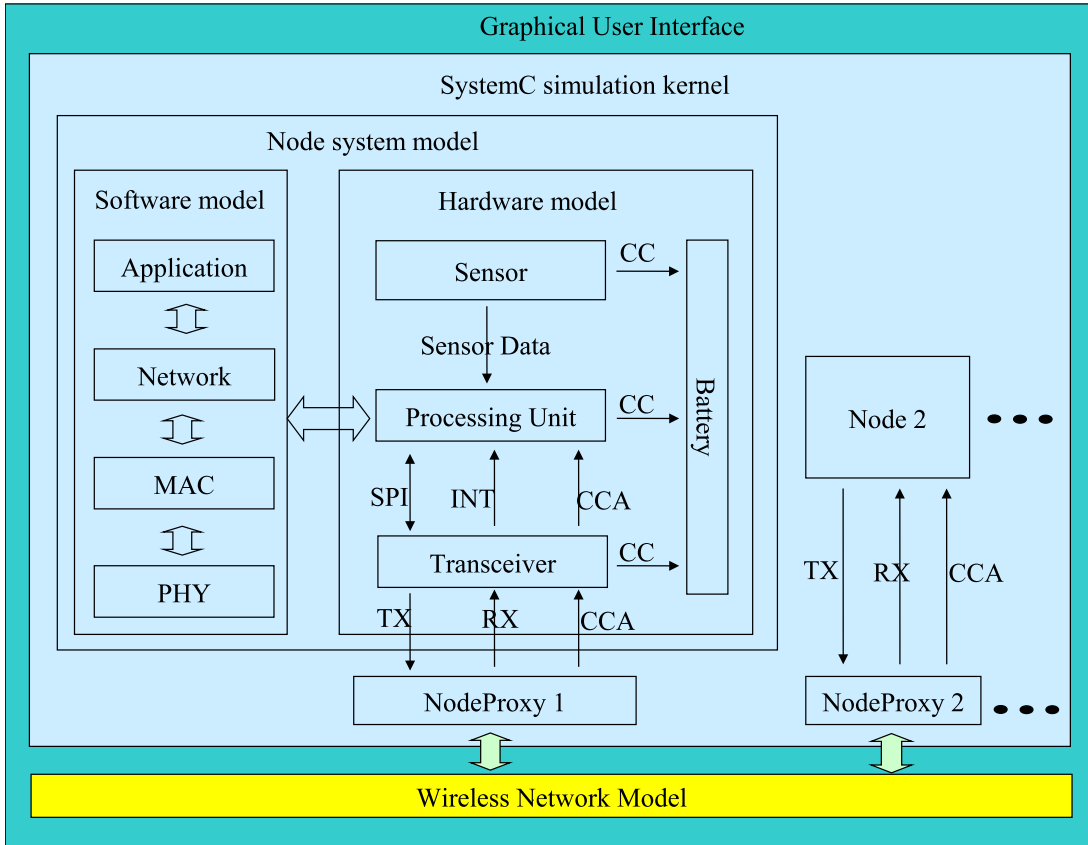 Graphical User Interface
SystemC simulation kernel
Node system model
Software model
Hardware model
Application
Network
MAC
PHY
Sensor
CC
Sensor Data
Processing Unit
CC
Battery
SPI
INT
CCA
Transceiver
CC
TX
RX
CCA
NodeProxy 1
Node 2
TX
RX
CCA
NodeProxy 2
Wireless Network Model